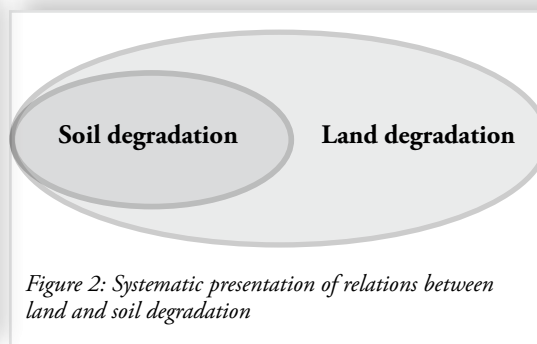 Soil degradation Land degradation
Figure 2: Systematic presentation of relations between
land and soil degradation